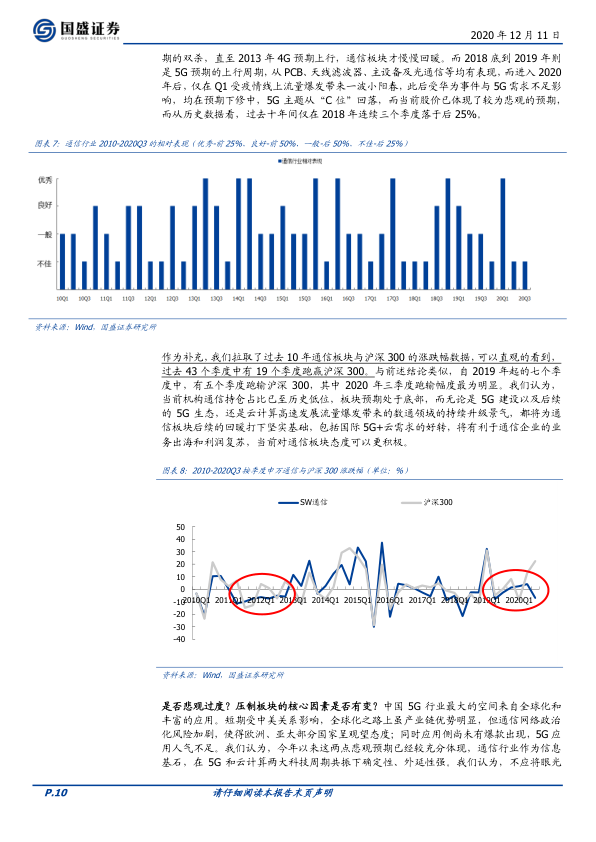 国盛证券
GUOSHENG SECURITIES
2020 年 12 月 11 日
期的双杀，直至 2013 年 4G 预期上行，通信板块才慢慢回暖。而 2018 底到 2019 年则
是 5G 预期的上行周期，从 PCB、天线滤波器、主设备及光通信等均有表现，而进入 2020
年后，仅在 Q1 受疫情线上流量爆发带来一波小阳春，此后受华为事件与 5G 需求不足影
响，均在预期下修中，5G 主题从“C 位”回落，而当前股价已体现了较为悲观的预期，
而从历史数据看，过去十年间仅在 2018 年连续三个季度落后 25%。
图表 7：通信行业 2010-2020Q3 的相对表现（优秀-前 25%、良好-前 50%、一般-后 50%、不佳-后 25%）
通信行业相对表现
优秀
良好
一般
不佳
10Q1 10Q3 11Q1 11Q3 12Q1 12Q3 13Q1 13Q3 14Q1 14Q3 15Q1 15Q3 16Q1 16Q3 17Q1 17Q3 18Q1 18Q3 19Q1 19Q3 20Q1 20Q3
资料来源：Wind，国盛证券研究所
作为补充，我们拉取了过去 10 年通信板块与沪深 300 的涨跌幅数据，可以直观的看到，
过去 43 个季度中有 19 个季度跑赢沪深 300。与前述结论类似，自 2019 年起的七个季
度中，有五个季度跑输沪深 300，其中 2020 年三季度跑输幅度最为明显。我们认为，
当前机构通信持仓占比已至历史低位，板块预期处于底部，而无论是 5G 建设以及后续
的 5G 生态，还是云计算高速发展流量爆发带来的数通领域的持续升级景气，都将为通
信板块后续的回暖打下坚实基础，包括国际 5G+云需求的好转，将有利于通信企业的业
务出海和利润复苏，当前对通信板块态度可以更积极。
图表 8：2010-2020Q3 按季度申万通信与沪深 300 涨跌幅（单位：%）
SW通信 沪深300
50
40
30
20
10
0
-10
-20
-30
-40
2010Q1 2011Q1 2012Q1 2013Q1 2014Q1 2015Q1 2016Q1 2017Q1 2018Q1 2019Q1 2020Q1
资料来源：Wind，国盛证券研究所
是否悲观过度？压制板块的核心因素是否有变？中国 5G 行业最大的空间来自全球化和
丰富的应用。短期受中美关系影响，全球化之路上虽产业链优势明显，但通信网络政治
化风险加剧，使得欧洲、亚太部分国家呈观望态度；同时应用侧尚未有爆款出现，5G 应
用人气不足。我们认为，今年以来这两点悲观预期已经较充分体现，通信行业作为信息
基石，在 5G 和云计算两大科技周期共振下确定性、外延性强。我们认为，不应将眼光
P.10
请仔细阅读本报告末页声明